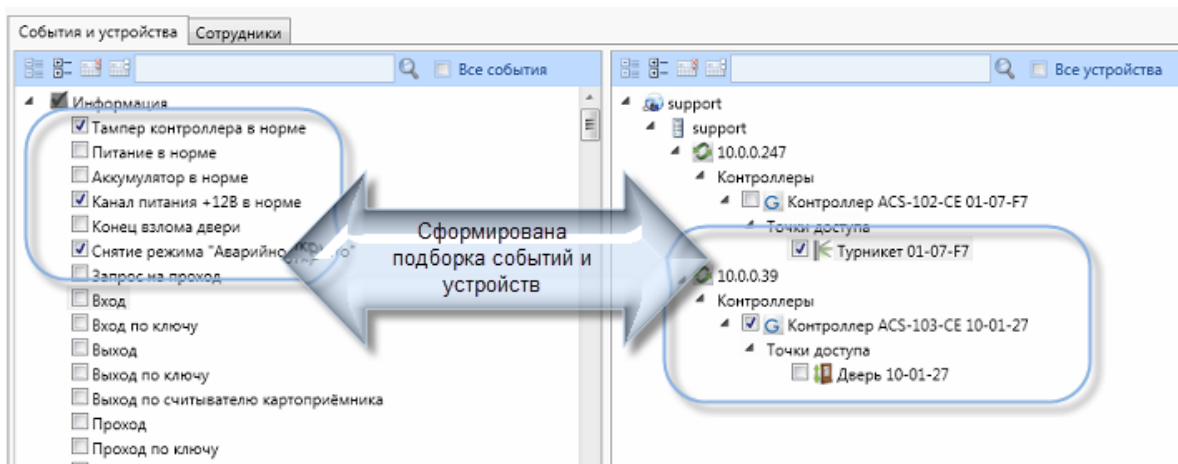 События и устройства Сотрудники
Все события
Информация
Тампер контроллера в норме
Питание в норме
Аккумулятор в норме
Канал питания +12В в норме
Конец взлома двери
Снятие режима "Аварийно
Запрос на проход
Вход
Вход по ключу
Выход
Выход по ключу
Выход по считывателю картоприёмника
Проход
Проход по ключу
Сформирована
подборка событий и
устройств
Все устройства
support
support
10.0.0.247
Контроллеры
Контроллер ACS-102-CE 01-07-F7
Точки доступа
Турникет 01-07-F7
10.0.0.39
Контроллеры
Контроллер ACS-103-CE 10-01-27
Точки доступа
Дверь 10-01-27